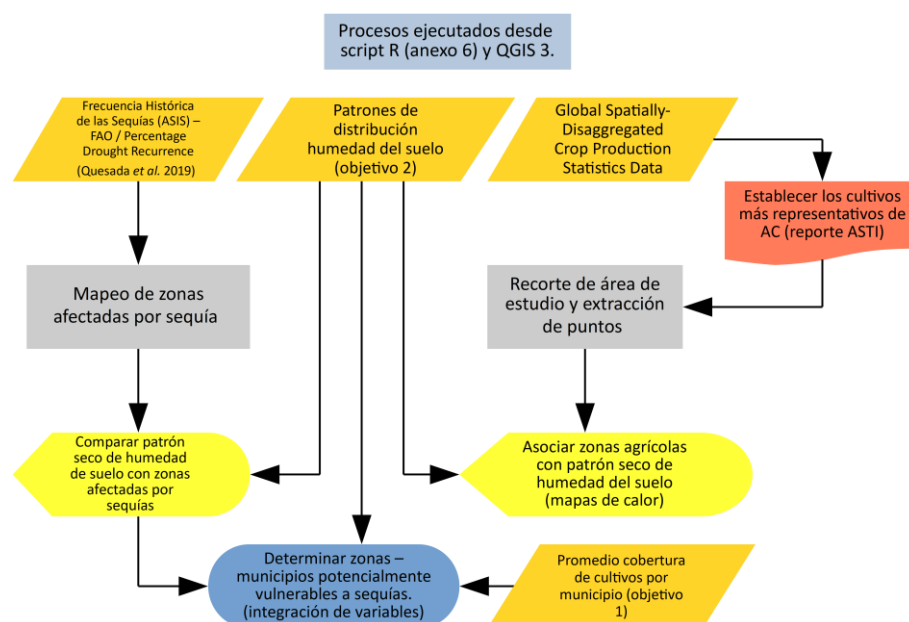 Procesos ejecutados desde
script R (anexo 6) y QGIS 3.
Frecuencia Histórica
de las Sequías (ASIS) –
FAO / Percentage
Drought Recurrence
(Quesada et al. 2019)
Patrones de
distribución
humedad del suelo
(objetivo 2)
Global Spatially-
Disaggregated
Crop Production
Statistics Data
Establecer los cultivos
más representativos de
AC (reporte ASTI)
Mapeo de zonas
afectadas por sequía
Recorte de área de
estudio y extracción
de puntos
Comparar patrón
seco de humedad
de suelo con zonas
afectadas por
sequías
Asociar zonas agrícolas
con patrón seco de
humedad del suelo
(mapas de calor)
Determinar zonas –
municipios potencialmente
vulnerables a sequías.
(integración de variables)
Promedio cobertura
de cultivos por
municipio (objetivo
1)